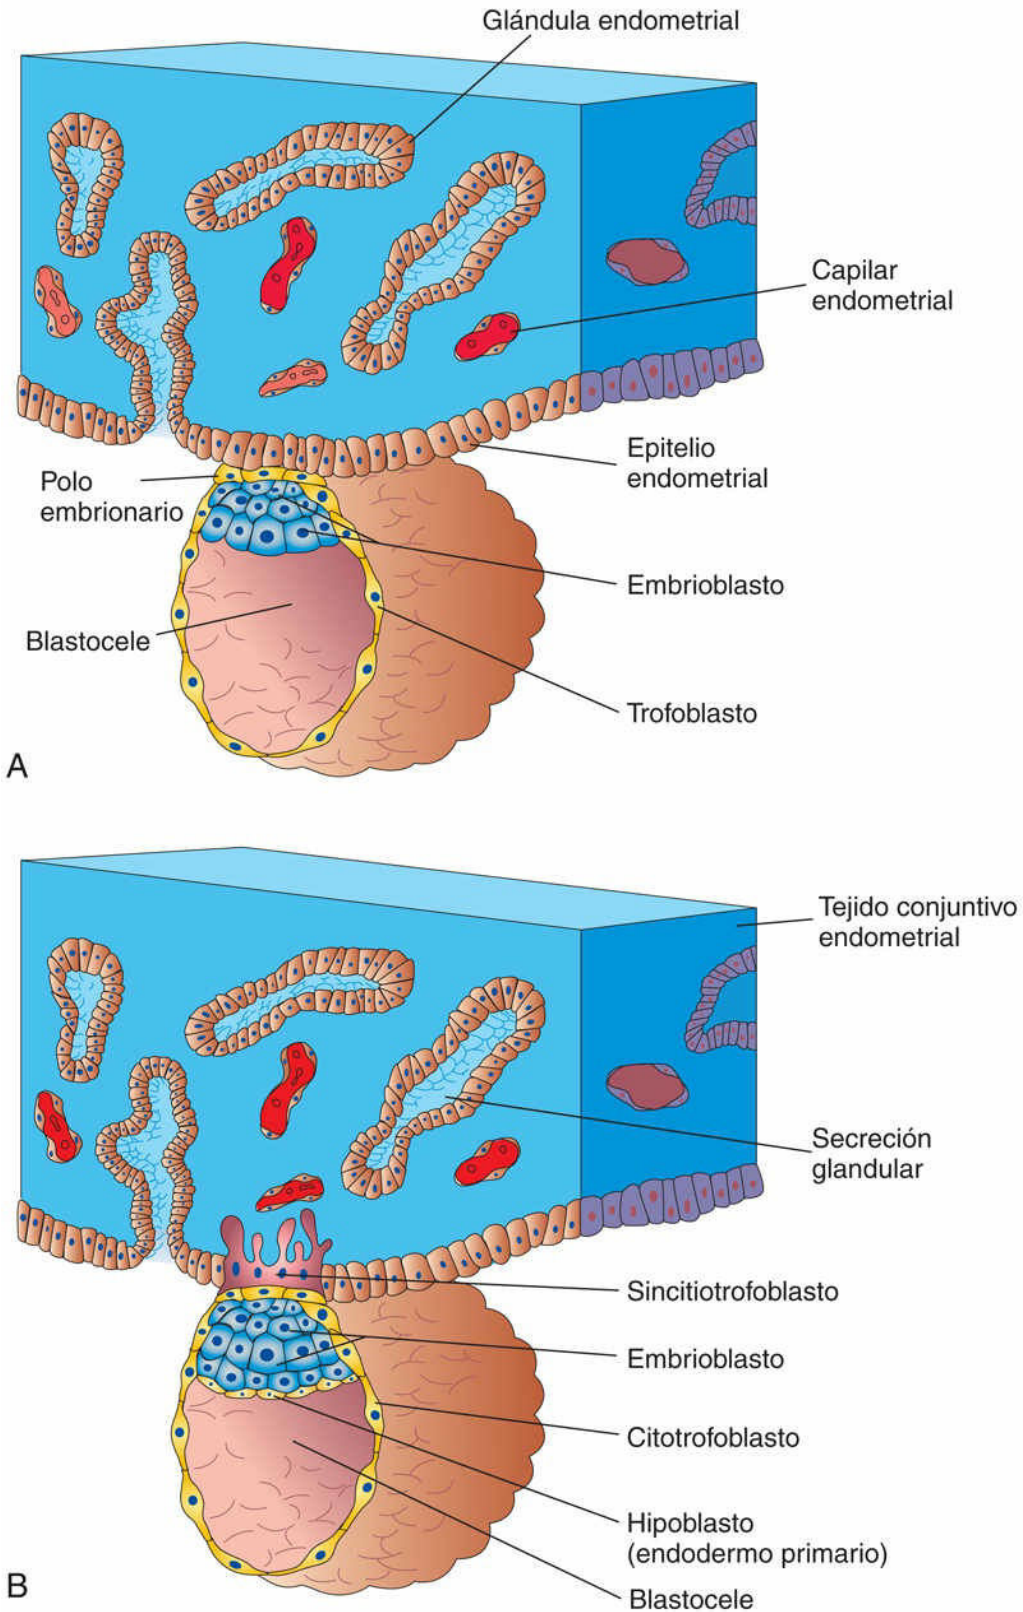 Glándula endometrial
Capilar
endometrial
Epitelio
endometrial
Polo
embrionario
Embrioblasto
Blastocele
Trofoblasto
A
Tejido conjuntivo
endometrial
Secreción
glandular
Sincitiotrofoblasto
Embrioblasto
Citotrofoblasto
Hipoblasto
(endodermo primario)
Blastocele
B